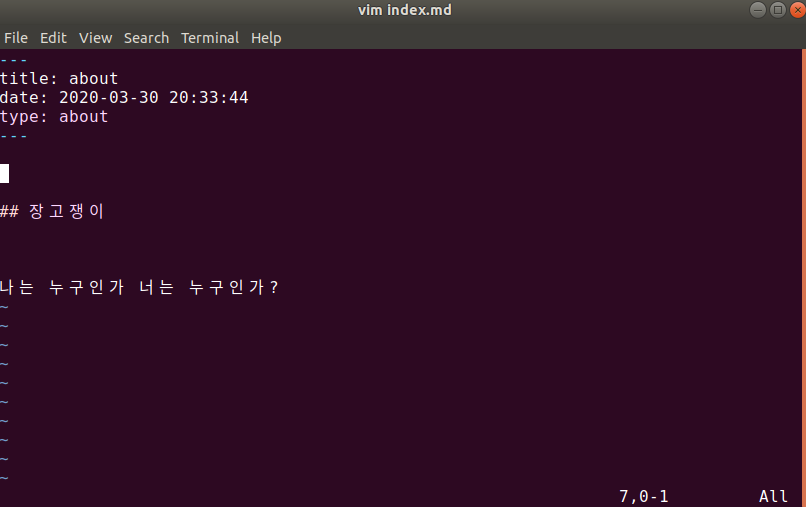 vim index.md
File Edit View Search Terminal Help
---
title: about
date: 2020-03-30 20:33:44
type: about
---
## 장고쟁이
나는 누구인가 너는 누구인가?
~
~
~
~
~
~
~
~
~
~
7,0-1 All